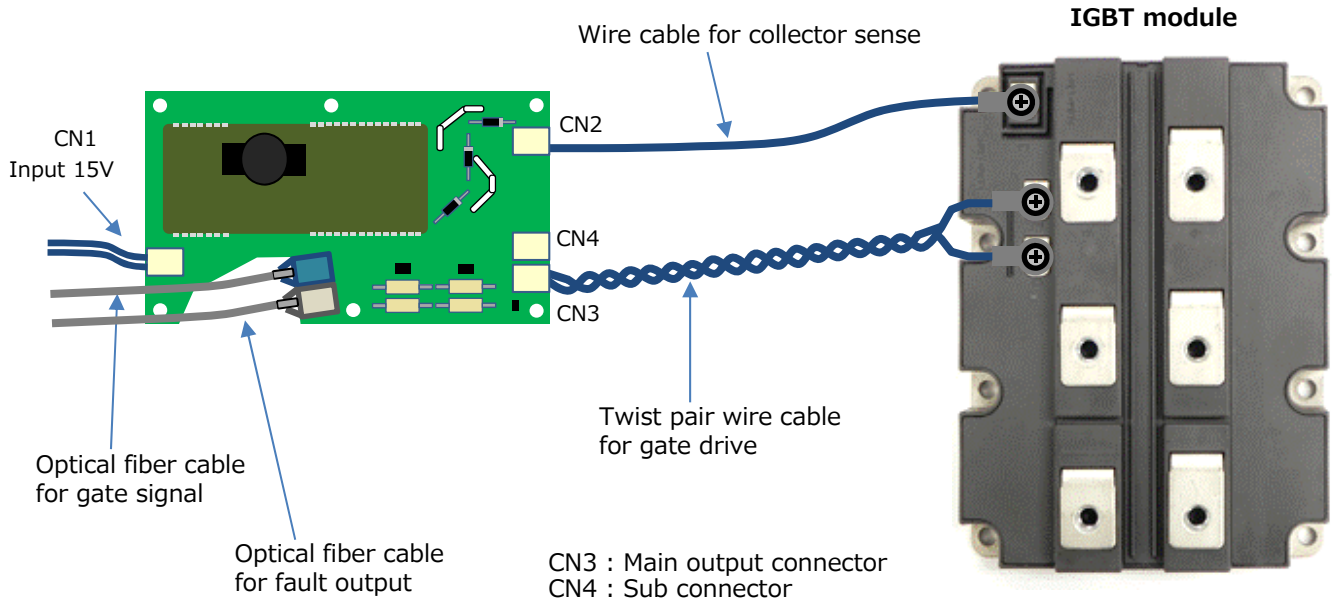 IGBT module
Wire cable for collector sense
CN1
Input 15V
CN2
CN4
CN3
Twist pair wire cable
for gate drive
Optical fiber cable
for gate signal
Optical fiber cable
for fault output
CN3 : Main output connector
CN4 : Sub connector